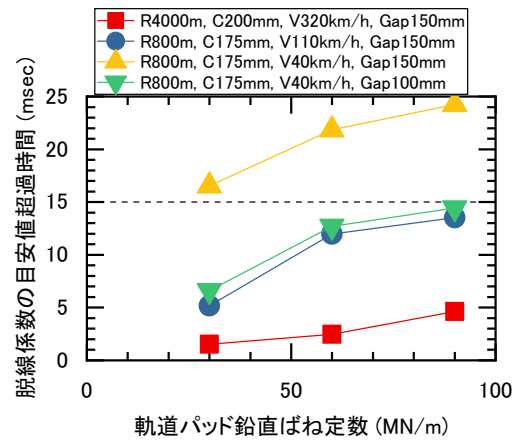 R4000m, C200mm, V320km/h, Gap150mm
R800m, C175mm, V110km/h, Gap150mm
R800m, C175mm, V40km/h, Gap150mm
R800m, C175mm, V40km/h, Gap100mm
脱線係数の目安値超過時間 (msec)
25
20
15
10
5
0
0
50
100
軌道パッド鉛直ばね定数 (MN/m)